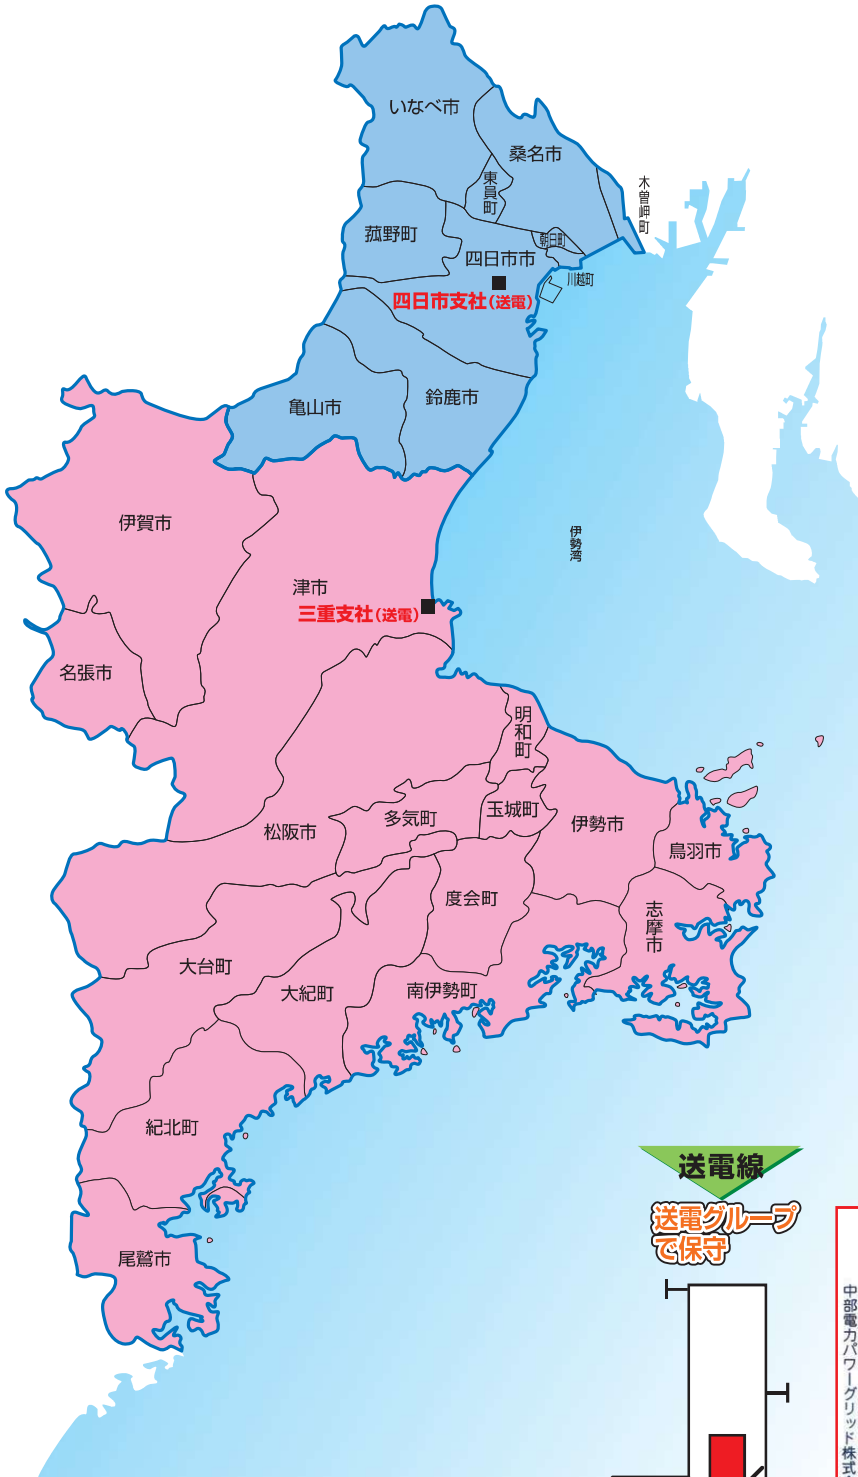 いなべ市
桑名市
東員町
木曽岬町
菰野町
朝日町
四日市市
川越町
四日市支社(送電)
亀山市
鈴鹿市
伊賀市
伊勢湾
津市
三重支社(送電)
名張市
明和町
玉城町
多気町
伊勢市
松阪市
鳥羽市
度会町
志摩市
大台町
大紀町
南伊勢町
紀北町
尾鷲市
送電線
送電グループ
で保守
中部電力パワーグリッド株式